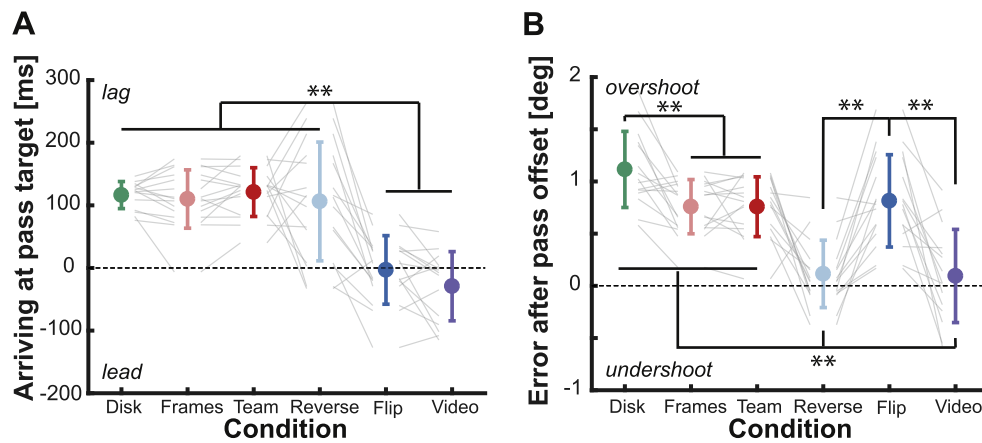 A
Arriving at pass target [ms]
300
200
100
0
-100
-200
lag
**
lead
Disk Frames Team Reverse Flip Video
Condition
B
Error after pass offset [deg]
2
1
0
-1
overshoot
**
**
**
**
undershoot
Disk Frames Team Reverse Flip Video
Condition